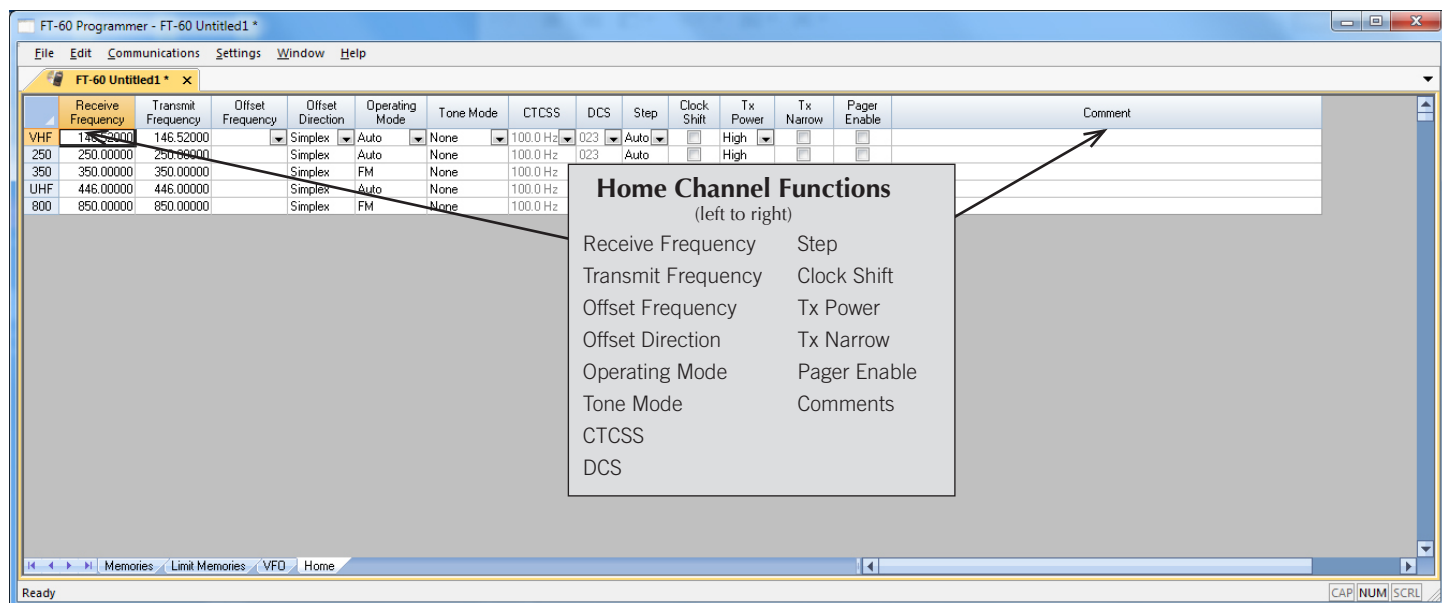 FT-60 Programmer - FT-60 Untitled1 *
File Edit Communications Settings Window Help
FT-60 Untitled1 * x
Receive Frequency Transmit Frequency Offset Frequency Offset Direction Operating Mode Tone Mode CTCSS DCS Step Clock Shift Tx Power Tx Narrow Pager Enable Comment
VHF 146.52000 146.52000 Simplex Auto None 100.0 Hz 023 Auto High
250 250.00000 250.00000 Simplex Auto None 100.0 Hz 023 Auto High
350 350.00000 350.00000 Simplex FM None 100.0 Hz
UHF 446.00000 446.00000 Simplex Auto None 100.0 Hz
800 850.00000 850.00000 Simplex FM None 100.0 Hz
Home Channel Functions
(left to right)
Receive Frequency Step
Transmit Frequency Clock Shift
Offset Frequency Tx Power
Offset Direction Tx Narrow
Operating Mode Pager Enable
Tone Mode Comments
CTCSS
DCS
Memories Limit Memories VFO Home
Ready CAP NUM SCRL